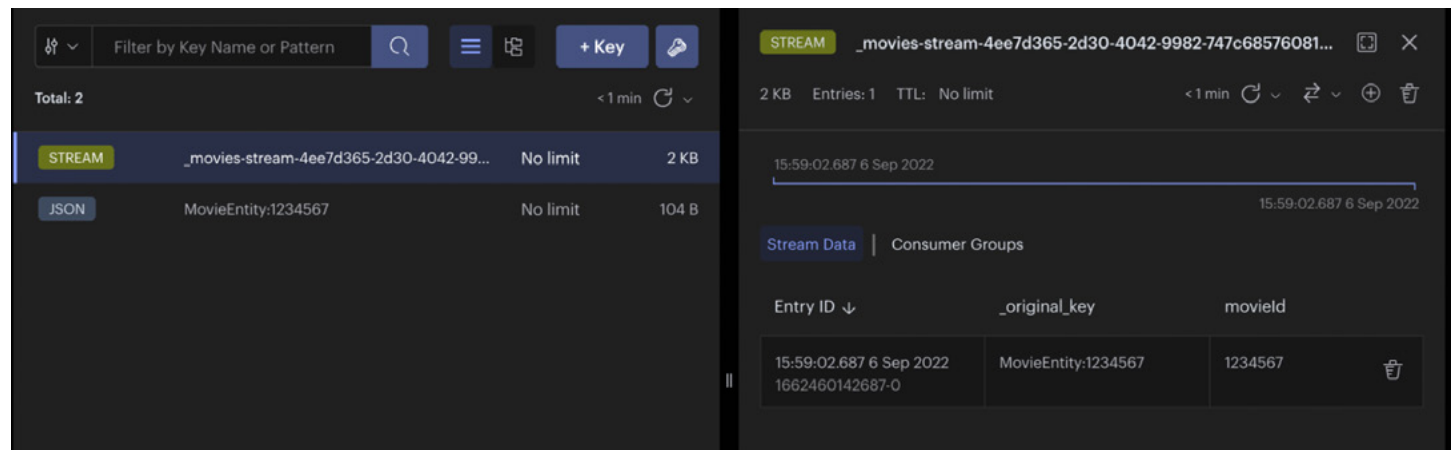 Filter by Key Name or Pattern
+ Key
Total: 2
<1 min
STREAM _movies-stream-4ee7d365-2d30-4042-99... No limit 2 KB
JSON MovieEntity:1234567 No limit 104 B
STREAM _movies-stream-4ee7d365-2d30-4042-9982-747c68576081...
2 KB Entries: 1 TTL: No limit <1 min
15:59:02.687 6 Sep 2022
15:59:02.687 6 Sep 2022
Stream Data | Consumer Groups
Entry ID ↓ _original_key movieId
15:59:02.687 6 Sep 2022 MovieEntity:1234567 1234567
1662460142687-0